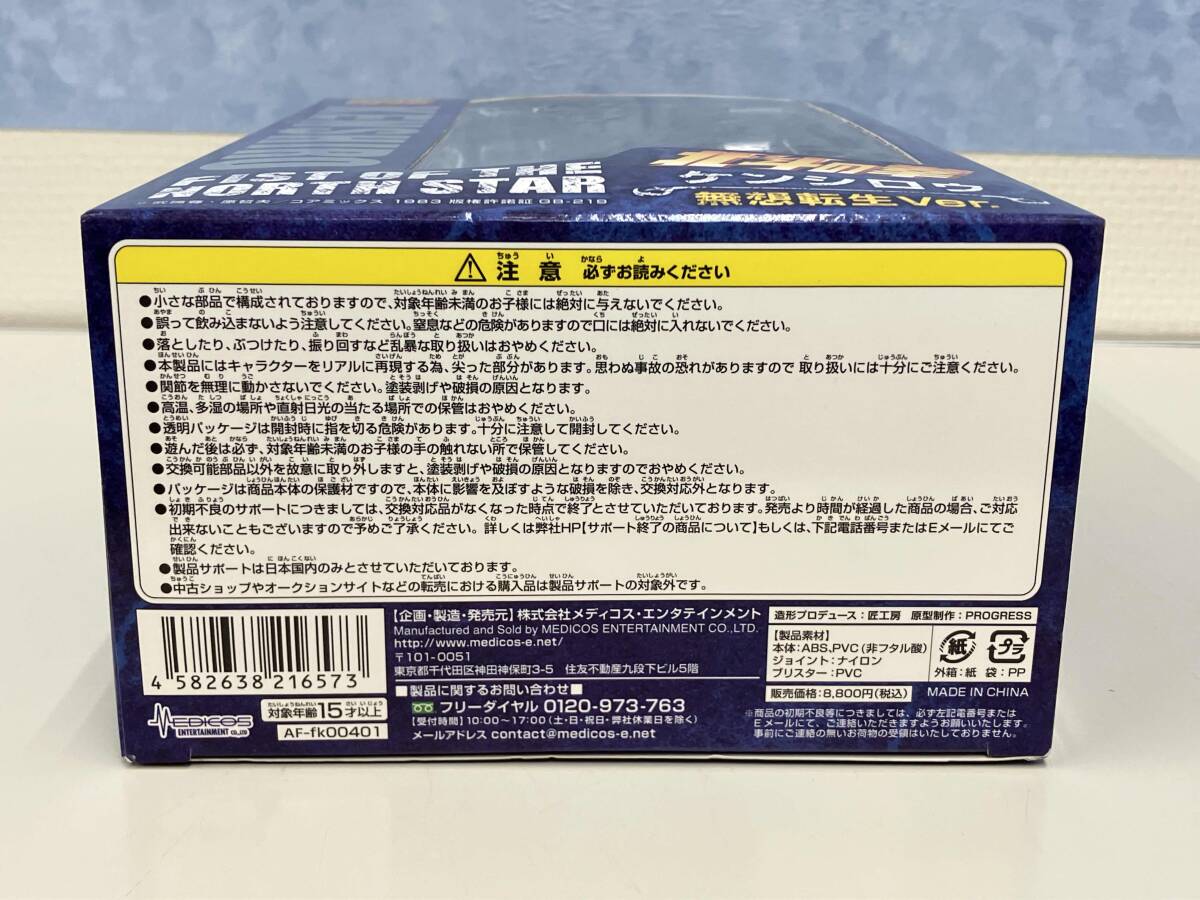 KENSHIRO
FIST OF THE
NORTH STAR
武論尊・原哲夫/コアミックス 1983 版権許諾証 GB-219
北斗の拳
ケンシロウ
無想転生Ver.
注意 必ずお読みください
●小さな部品で構成されておりますので、対象年齢未満のお子様には絶対に与えないでください。
●誤って飲み込まないよう注意してください。窒息などの危険がありますので口には絶対に入れないでください。
●落としたり、ぶつけたり、振り回すなど乱暴な取り扱いはおやめください。
●本製品にはキャラクターをリアルに再現する為、尖った部分があります。思わぬ事故の恐れがありますので 取り扱いには十分にご注意ください。
●関節を無理に動かさないでください。塗装剥げや破損の原因となります。
●高温、多湿の場所や直射日光の当たる場所での保管はおやめください。
●透明パッケージは開封時に指を切る危険があります。十分に注意して開封してください。
●遊んだ後は必ず、対象年齢未満のお子様の手の触れない所で保管してください。
●交換可能部品以外を故意に取り外しますと、塗装剥げや破損の原因となりますのでおやめください。
●パッケージは商品本体の保護材ですので、本体に影響を及ぼすような破損を除き、交換対応外となります。
●初期不良のサポートにつきましては、交換対応品がなくなった時点で終了とさせていただいております。発売より時間が経過した商品の場合、ご対応
出来ないこともございますので予めご了承ください。詳しくは弊社HP【サポート終了の商品について】もしくは、下記電話番号またはEメールにてご
確認ください。
●製品サポートは日本国内のみとさせていただいております。
●中古ショップやオークションサイトなどの転売における購入品は製品サポートの対象外です。
4 582638 216573
MEDICOS
ENTERTAINMENT CO.,LTD
対象年齢15才以上
AF-fk00401
【企画・製造・発売元】株式会社メディコス・エンタテインメント
Manufactured and Sold by MEDICOS ENTERTAINMENT CO.,LTD.
http://www.medicos-e.net/
〒101-0051
東京都千代田区神田神保町3-5 住友不動産九段下ビル5階
■製品に関するお問い合わせ■
フリーダイヤル 0120-973-763
【受付時間】10:00〜17:00(土・日・祝日・弊社休業日を除く)
メールアドレス contact@medicos-e.net
造形プロデュース:匠工房 原型制作:PROGRESS
【製品素材】
本体:ABS,PVC(非フタル酸)
ジョイント:ナイロン
ブリスター:PVC
紙
プラ
外箱:紙 袋:PP
販売価格:8,800円(税込)
MADE IN CHINA
※商品の初期不良等につきましては、必ず左記電話番号または
Eメールにて、ご連絡いただきますようお願いいたします。
事前にご連絡の無いお荷物の受領はいたしておりません。